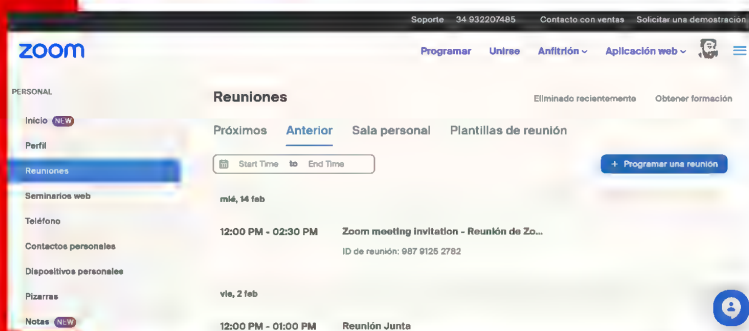 Soporte 34 932207485 Contacto con ventas Solicitar una demostración
zoom Programar Unirse Anfitrión Aplicación web
PERSONAL
Reuniones Eliminado recientemente Obtener formación
Inicio NEW
Próximos Anterior Sala personal Plantillas de reunión
Perfil
Start Time to End Time + Programar una reunión
Reuniones
Seminarios web
mié, 14 feb
Teléfono
12:00 PM - 02:30 PM Zoom meeting invitation - Reunión de Zo...
Contactos personales
ID de reunión: 987 9125 2782
Dispositivos personales
Pizarras
vie, 2 feb
Notas NEW
12:00 PM - 01:00 PM Reunión Junta